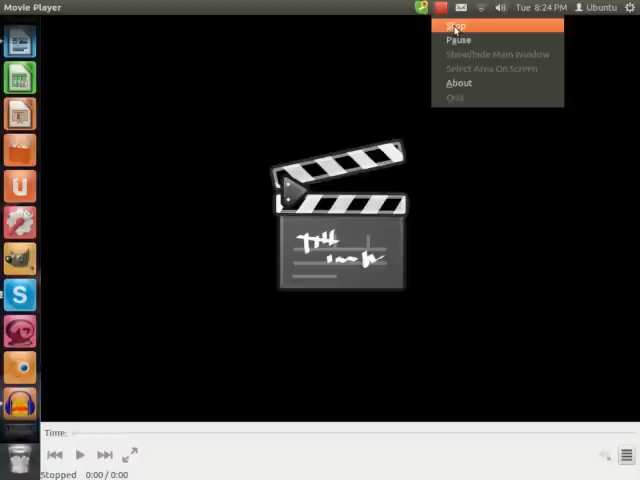 Movie Player
Tue 8:24 PM Ubuntu
Stop
Pause
Show/Hide Main Window
Select Area On Screen
About
Quit
Time:
Stopped 0:00 / 0:00